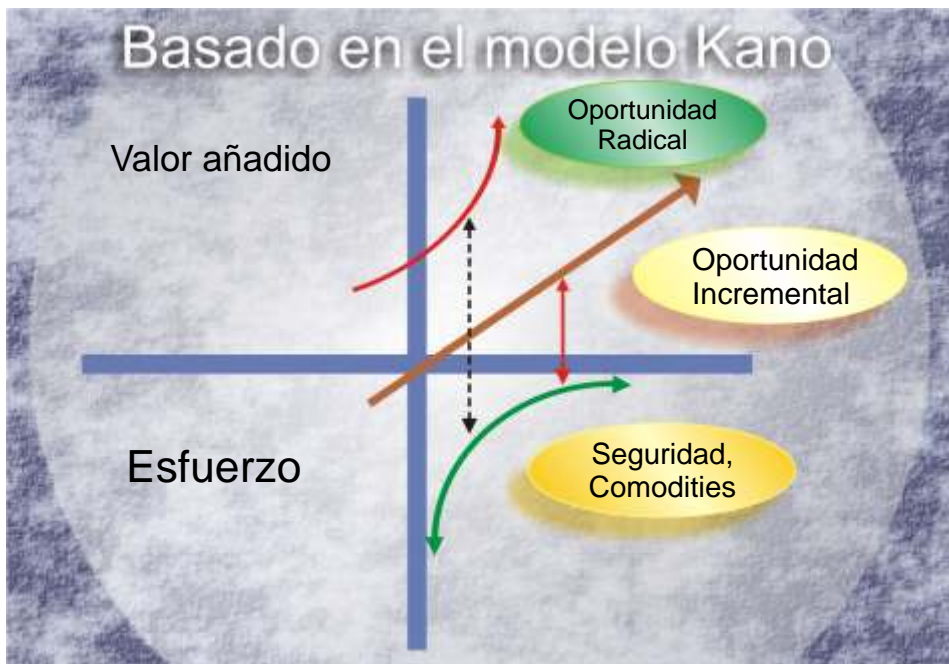 Basado en el modelo Kano
Oportunidad
Radical
Valor añadido
Oportunidad
Incremental
Esfuerzo
Seguridad,
Comodities